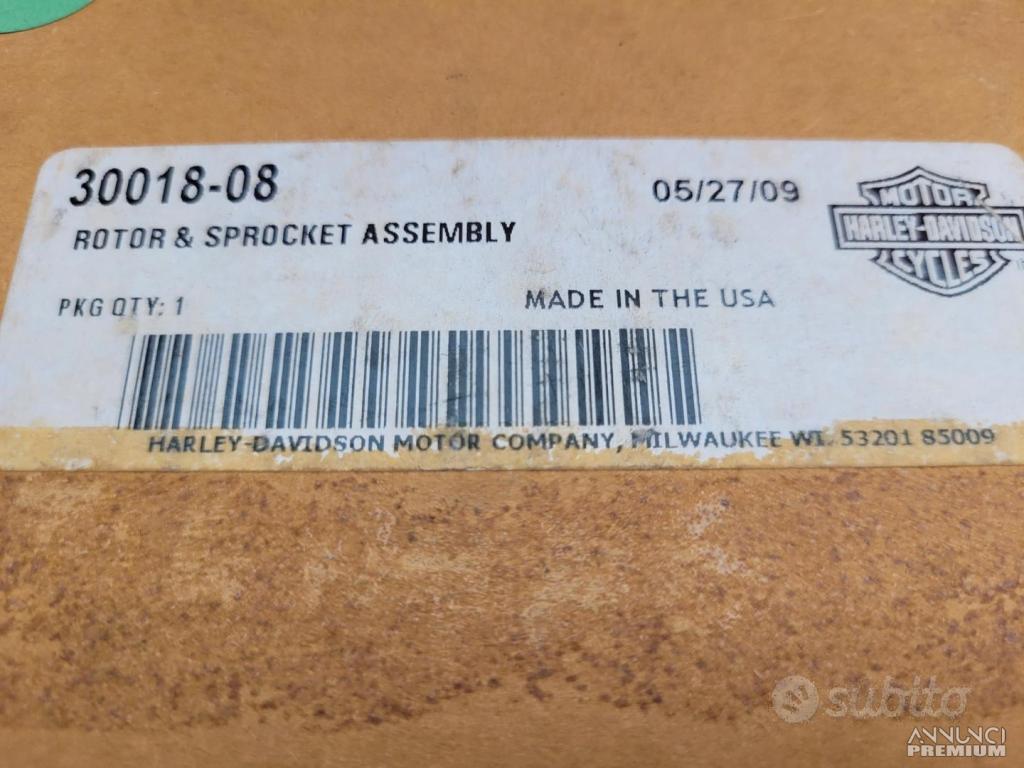 30018-08
05/27/09
ROTOR & SPROCKET ASSEMBLY
MOTOR
HARLEY-DAVIDSON
CYCLES
PKG QTY: 1
MADE IN THE USA
HARLEY-DAVIDSON MOTOR COMPANY, MILWAUKEE WI. 53201 85009
subito
ANNUNCI
PREMIUM